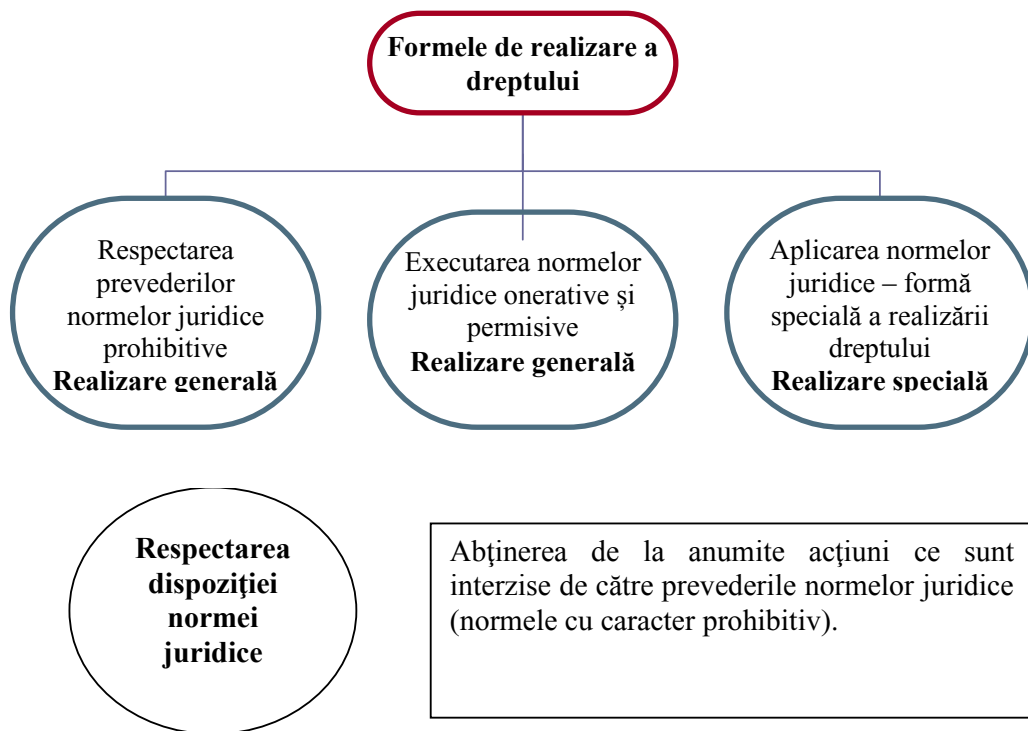 Formele de realizare a
dreptului
Respectarea
prevederilor
normelor juridice
prohibitive
Realizare generală
Executarea normelor
juridice onerative și
permisive
Realizare generală
Aplicarea normelor
juridice – formă
specială a realizării
dreptului
Realizare specială
Respectarea
dispoziţiei
normei
juridice
Abţinerea de la anumite acţiuni ce sunt
interzise de către prevederile normelor juridice
(normele cu caracter prohibitiv).